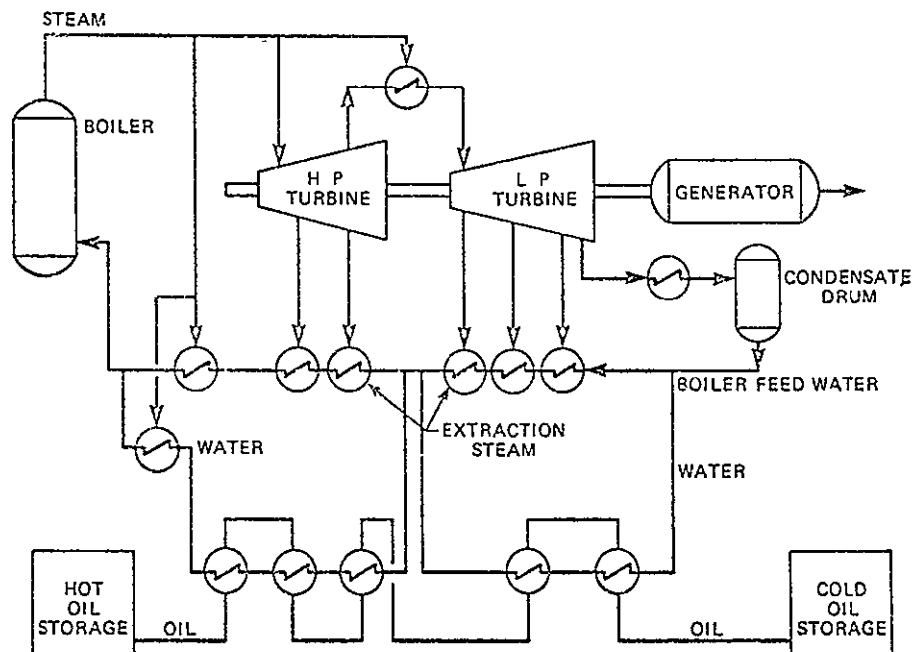 STEAM
BOILER
H P
TURBINE
L P
TURBINE
GENERATOR
CONDENSATE
DRUM
BOILER FEED WATER
EXTRACTION
STEAM
WATER
WATER
HOT
OIL
STORAGE
OIL
OIL
COLD
OIL
STORAGE